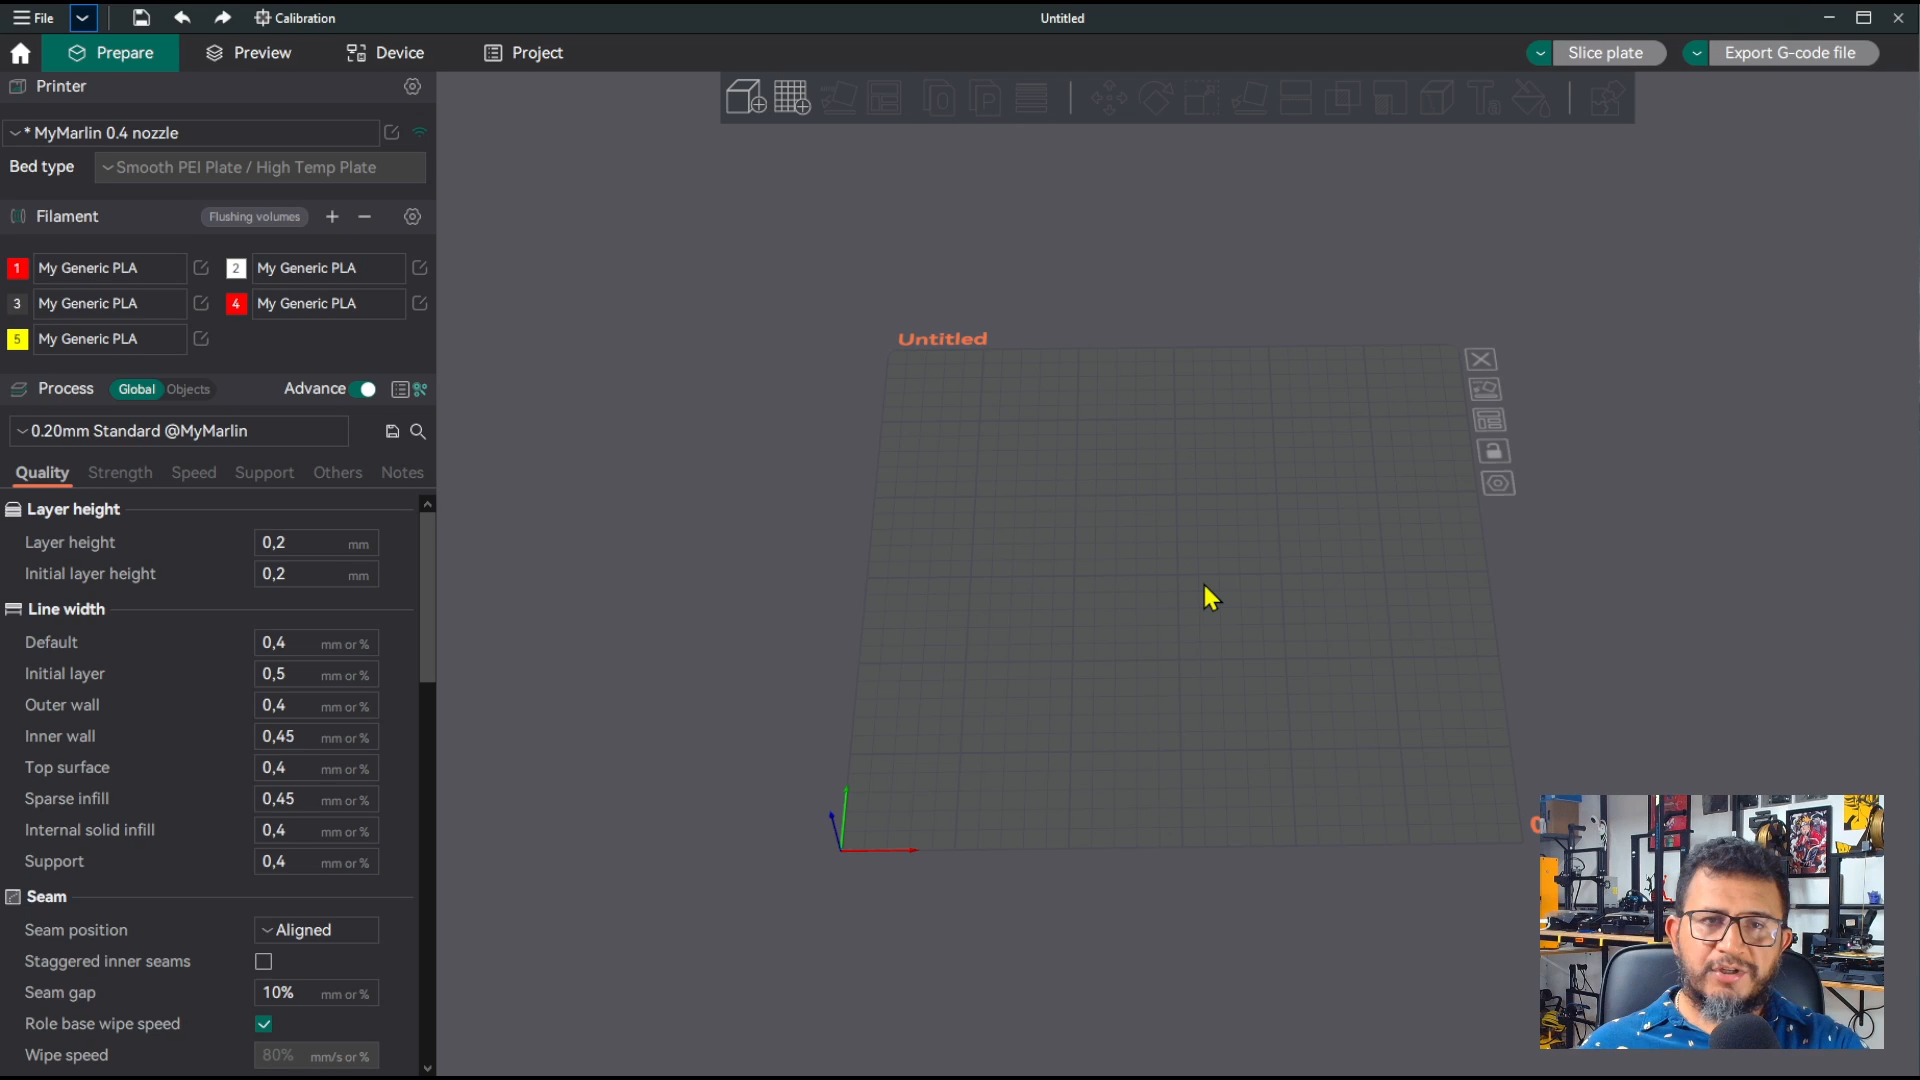 File
Calibration
Untitled
Prepare
Preview
Device
Project
Slice plate
Export G-code file
Printer
* MyMarlin 0.4 nozzle
Bed type
Smooth PEI Plate / High Temp Plate
Filament
Flushing volumes
1 My Generic PLA
2 My Generic PLA
3 My Generic PLA
4 My Generic PLA
5 My Generic PLA
Process Global Objects Advance
0.20mm Standard @MyMarlin
Quality Strength Speed Support Others Notes
Layer height
Layer height 0,2 mm
Initial layer height 0,2 mm
Line width
Default 0,4 mm or %
Initial layer 0,5 mm or %
Outer wall 0,4 mm or %
Inner wall 0,45 mm or %
Top surface 0,4 mm or %
Sparse infill 0,45 mm or %
Internal solid infill 0,4 mm or %
Support 0,4 mm or %
Seam
Seam position Aligned
Staggered inner seams
Seam gap 10% mm or %
Role base wipe speed
Wipe speed 80% mm/s or %
Untitled